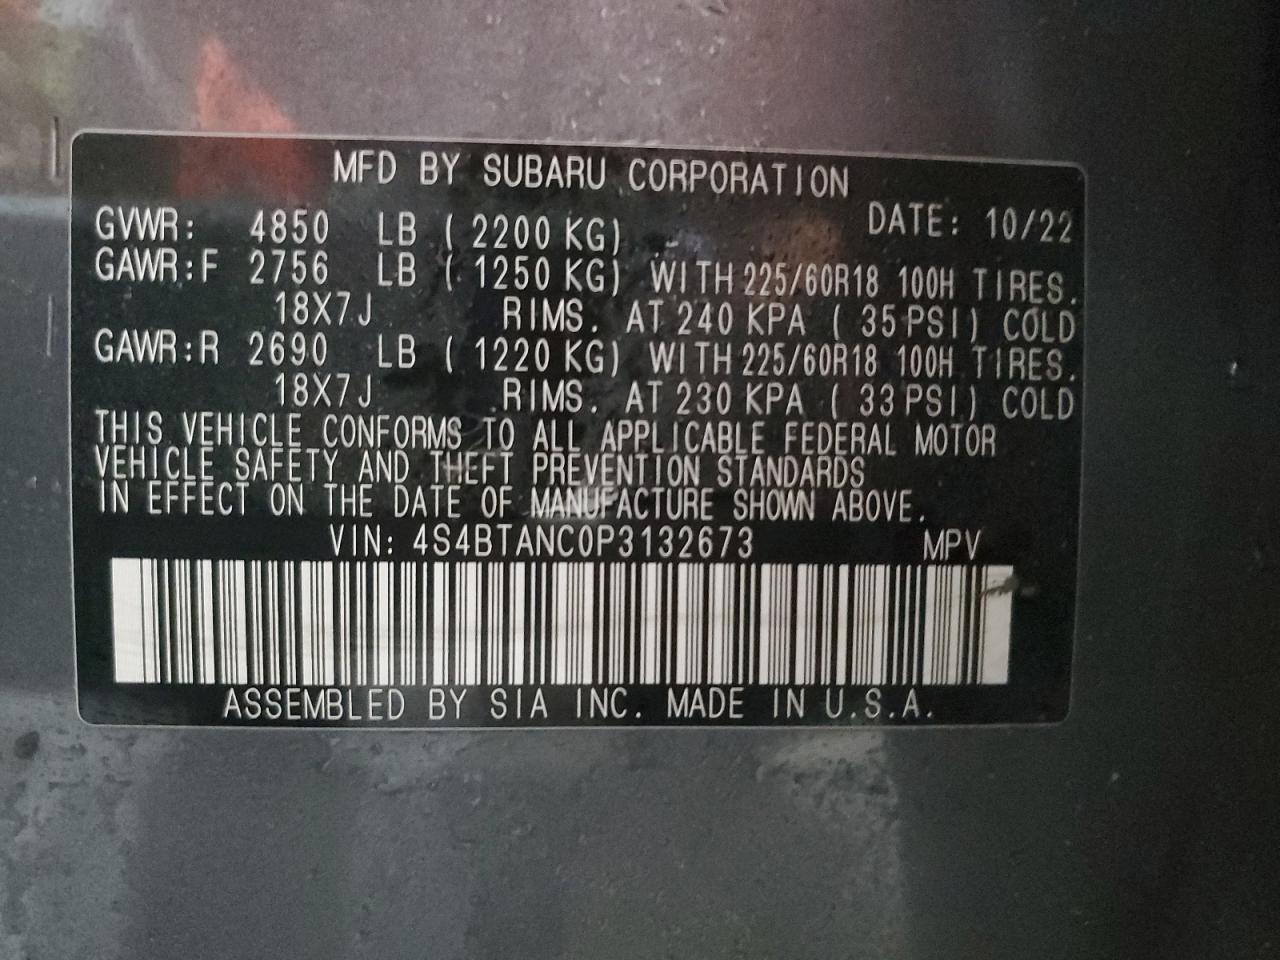 MFD BY SUBARU CORPORATION
GVWR: 4850 LB ( 2200 KG) DATE: 10/22
GAWR:F 2756 LB ( 1250 KG) WITH 225/60R18 100H TIRES.
18X7J RIMS. AT 240 KPA ( 35 PSI) COLD
GAWR:R 2690 LB ( 1220 KG) WITH 225/60R18 100H TIRES.
18X7J RIMS. AT 230 KPA ( 33 PSI) COLD
THIS VEHICLE CONFORMS TO ALL APPLICABLE FEDERAL MOTOR
VEHICLE SAFETY AND THEFT PREVENTION STANDARDS
IN EFFECT ON THE DATE OF MANUFACTURE SHOWN ABOVE.
VIN: 4S4BTANC0P3132673 MPV
ASSEMBLED BY SIA INC. MADE IN U.S.A.